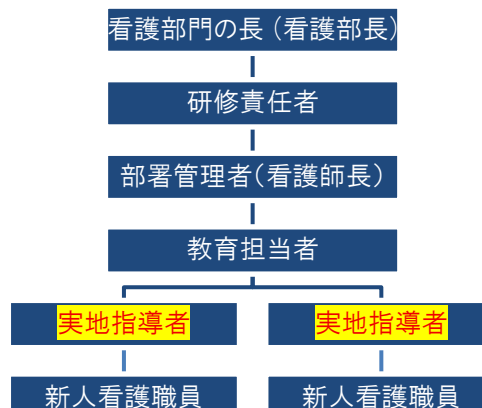 看護部門の長（看護部長）
研修責任者
部署管理者（看護師長）
教育担当者
実地指導者
実地指導者
新人看護職員
新人看護職員